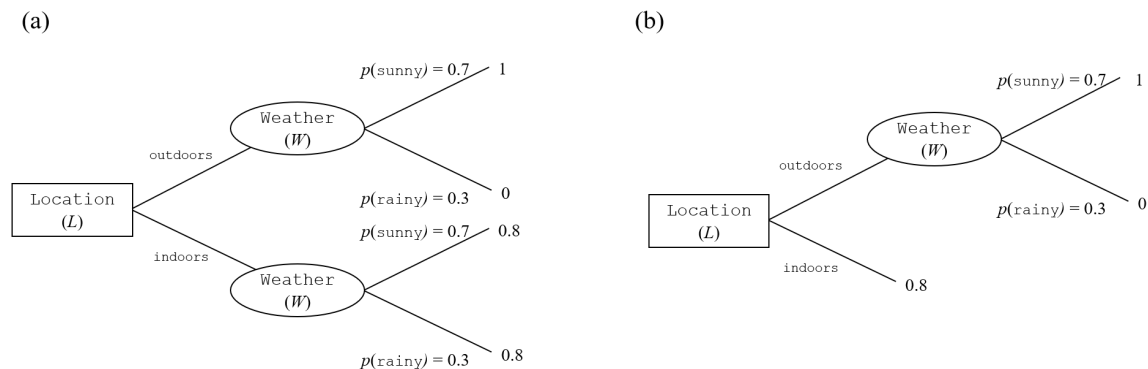 (a)
p(sunny) = 0.7 1
Weather
(W)
outdoors
p(rainy) = 0.3 0
Location
(L)
p(sunny) = 0.7 0.8
indoors
Weather
(W)
p(rainy) = 0.3 0.8
(b)
p(sunny) = 0.7 1
Weather
(W)
outdoors
p(rainy) = 0.3 0
Location
(L)
indoors
0.8